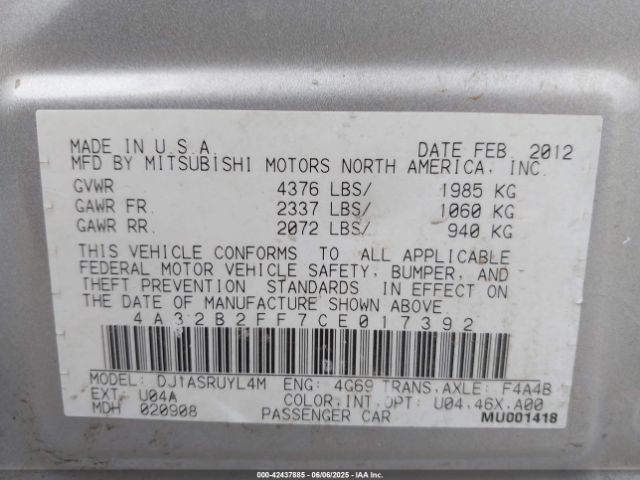 MADE IN U.S.A. DATE FEB 2012
MFD BY MITSUBISHI MOTORS NORTH AMERICA, INC.
GVWR 4376 LBS/ 1985 KG
GAWR FR. 2337 LBS/ 1060 KG
GAWR RR. 2072 LBS/ 940 KG
THIS VEHICLE CONFORMS TO ALL APPLICABLE
FEDERAL MOTOR VEHICLE SAFETY, BUMPER, AND
THEFT PREVENTION STANDARDS IN EFFECT ON
THE DATE OF MANUFACTURE SHOWN ABOVE.
4A32B2FF7CE017392
MODEL: DJ1ASRUYL4M ENG: 4G69 TRANS,AXLE: F4A4B
EXT: U04A COLOR,INT,OPT: U04,46X,A00
MDH 020908 PASSENGER CAR MU001418
000-42437885 - 06/06/2025 - IAAI.COM